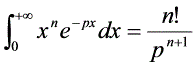 ∫₀^{+∞} xⁿ e^{-px} dx = n! / p^{n+1}